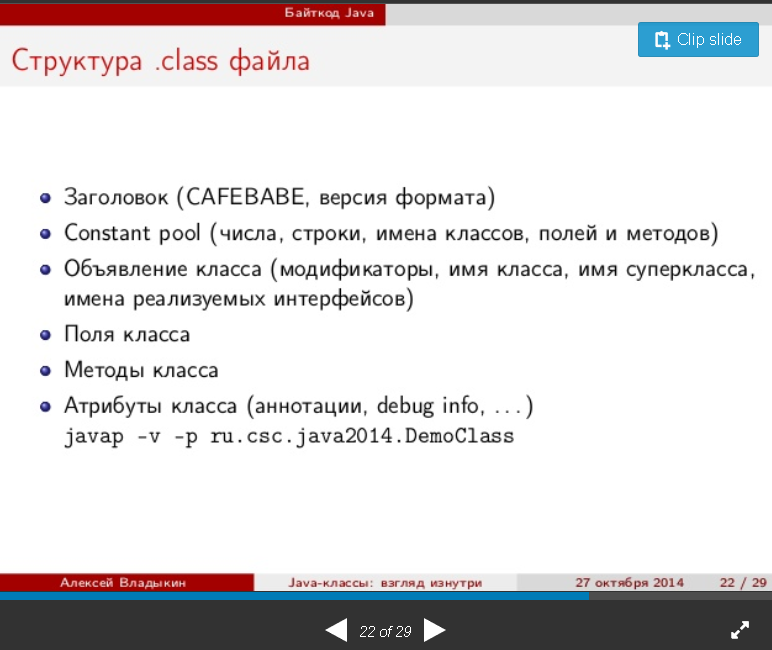 Байткод Java
Clip slide
Структура .class файла
Заголовок (CAFEBABE, версия формата)
Constant pool (числа, строки, имена классов, полей и методов)
Объявление класса (модификаторы, имя класса, имя суперкласса,
имена реализуемых интерфейсов)
Поля класса
Методы класса
Атрибуты класса (аннотации, debug info, ...)
javap -v -p ru.csc.java2014.DemoClass
Алексей Владыкин Java-классы: взгляд изнутри 27 октября 2014 22 / 29
22 of 29